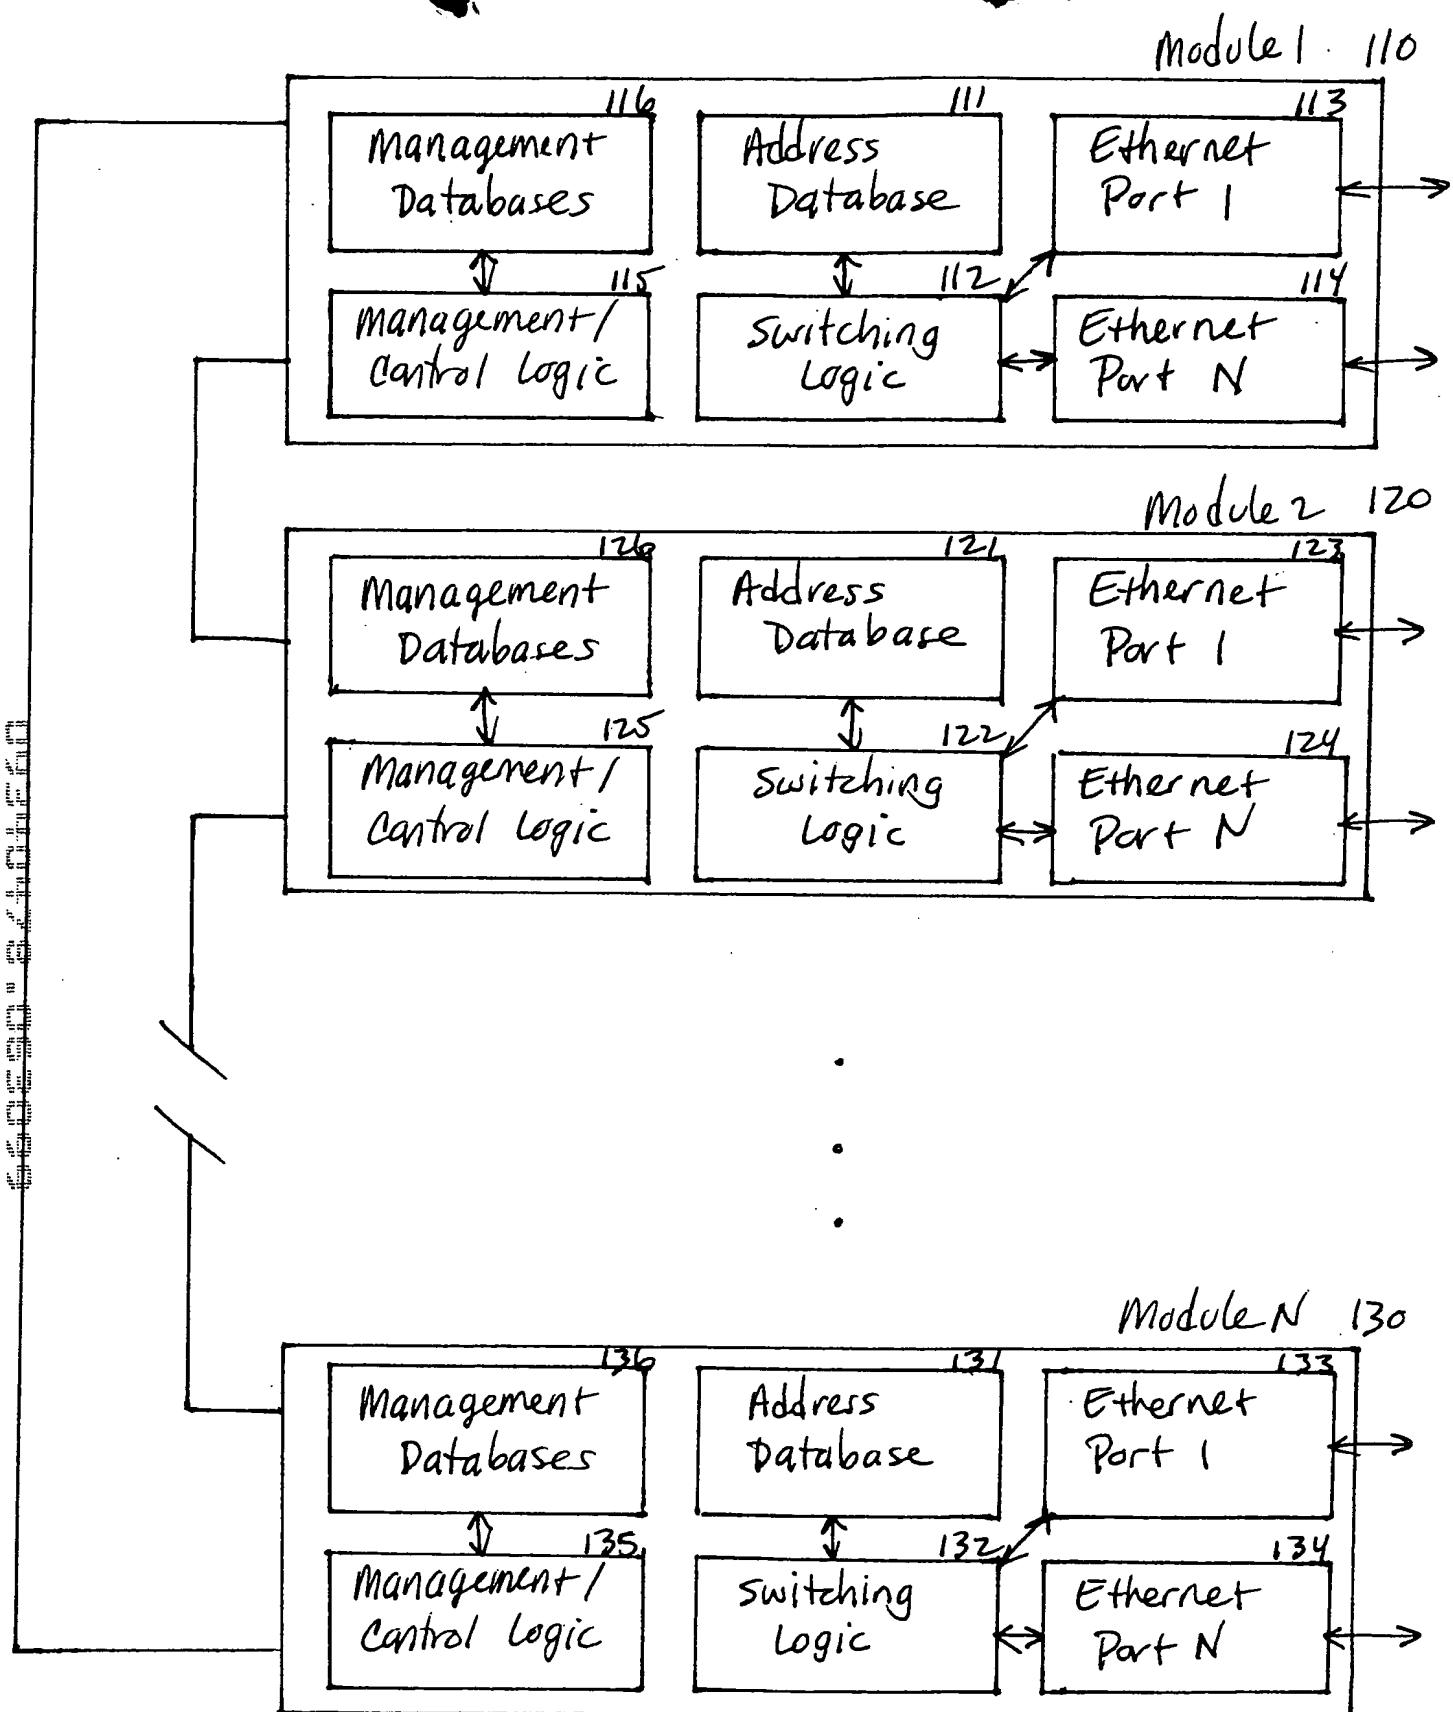 Module 1 110
116
Management
Databases
111
Address
Database
113
Ethernet
Port 1
115
Management/
Control Logic
112
Switching
Logic
114
Ethernet
Port N
Module 2 120
126
Management
Databases
121
Address
Database
123
Ethernet
Port 1
125
Management/
Control Logic
122
Switching
Logic
124
Ethernet
Port N
Module N 130
136
Management
Databases
131
Address
Database
133
Ethernet
Port 1
135
Management/
Control Logic
132
Switching
Logic
134
Ethernet
Port N